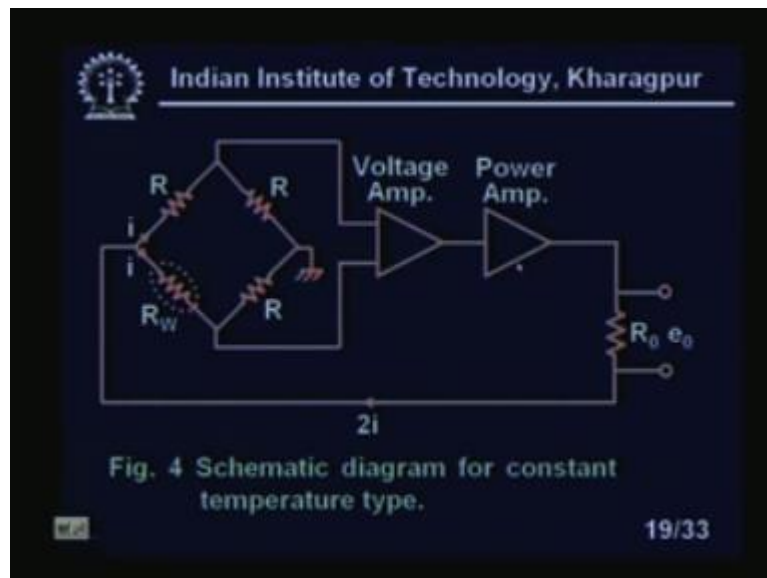 Indian Institute of Technology, Kharagpur
Voltage Power
Amp. Amp.
R R
i
i
R_W R
R_0 e_0
2i
Fig. 4 Schematic diagram for constant
temperature type.
19/33